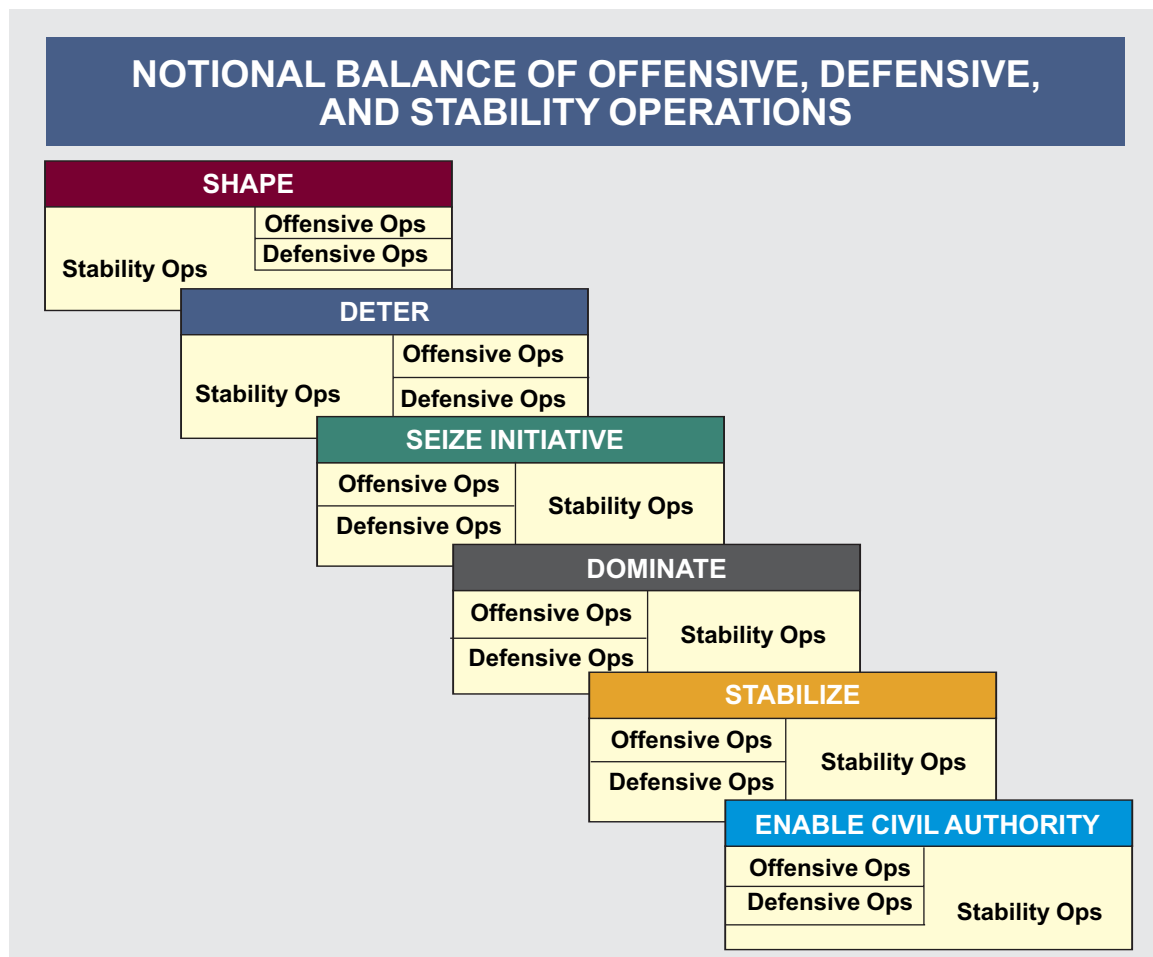 NOTIONAL BALANCE OF OFFENSIVE, DEFENSIVE,
AND STABILITY OPERATIONS
SHAPE
Stability Ops
Offensive Ops
Defensive Ops
DETER
Stability Ops
Offensive Ops
Defensive Ops
SEIZE INITIATIVE
Offensive Ops
Defensive Ops
Stability Ops
DOMINATE
Offensive Ops
Defensive Ops
Stability Ops
STABILIZE
Offensive Ops
Defensive Ops
Stability Ops
ENABLE CIVIL AUTHORITY
Offensive Ops
Defensive Ops
Stability Ops